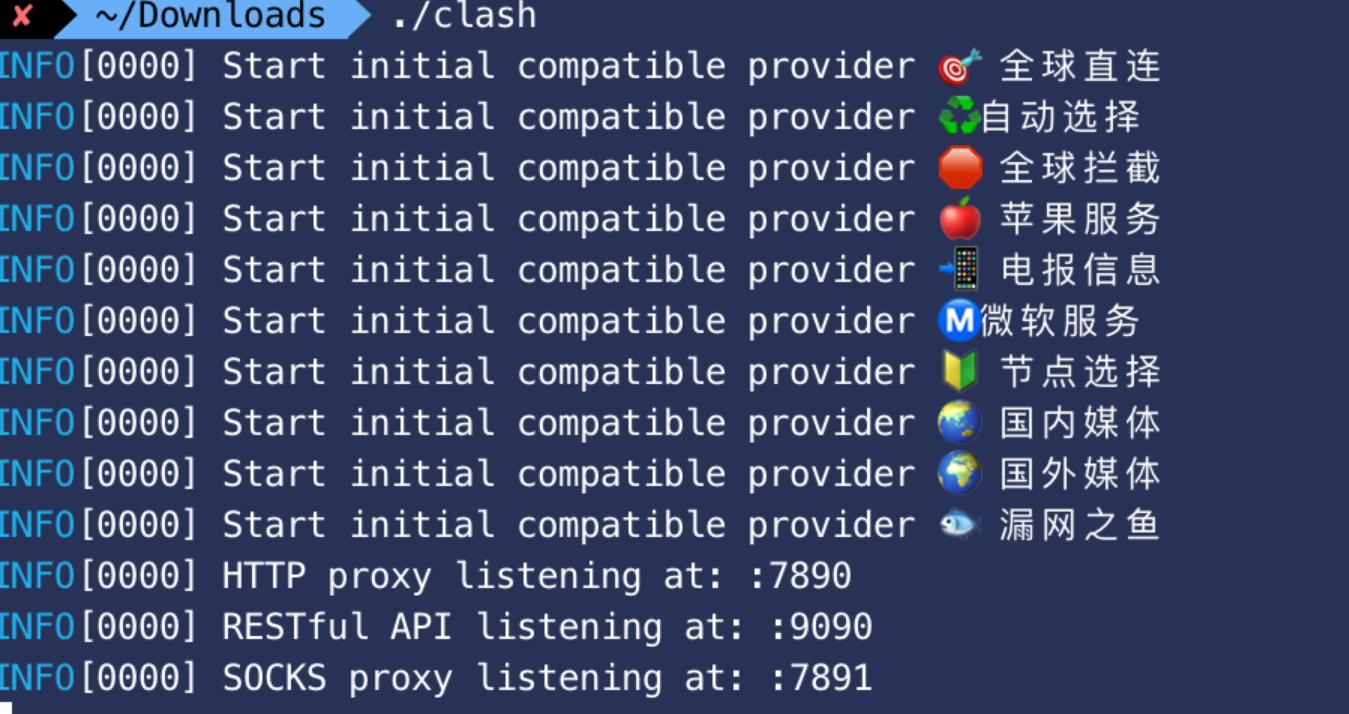 ✘ ~/Downloads ./clash
INFO[0000] Start initial compatible provider 🎯 全球直连
INFO[0000] Start initial compatible provider ♻️自动选择
INFO[0000] Start initial compatible provider 🛑 全球拦截
INFO[0000] Start initial compatible provider 🍎 苹果服务
INFO[0000] Start initial compatible provider 📲 电报信息
INFO[0000] Start initial compatible provider Ⓜ️微软服务
INFO[0000] Start initial compatible provider 🔰 节点选择
INFO[0000] Start initial compatible provider 🌏 国内媒体
INFO[0000] Start initial compatible provider 🌍 国外媒体
INFO[0000] Start initial compatible provider 🐟 漏网之鱼
INFO[0000] HTTP proxy listening at: :7890
INFO[0000] RESTful API listening at: :9090
INFO[0000] SOCKS proxy listening at: :7891